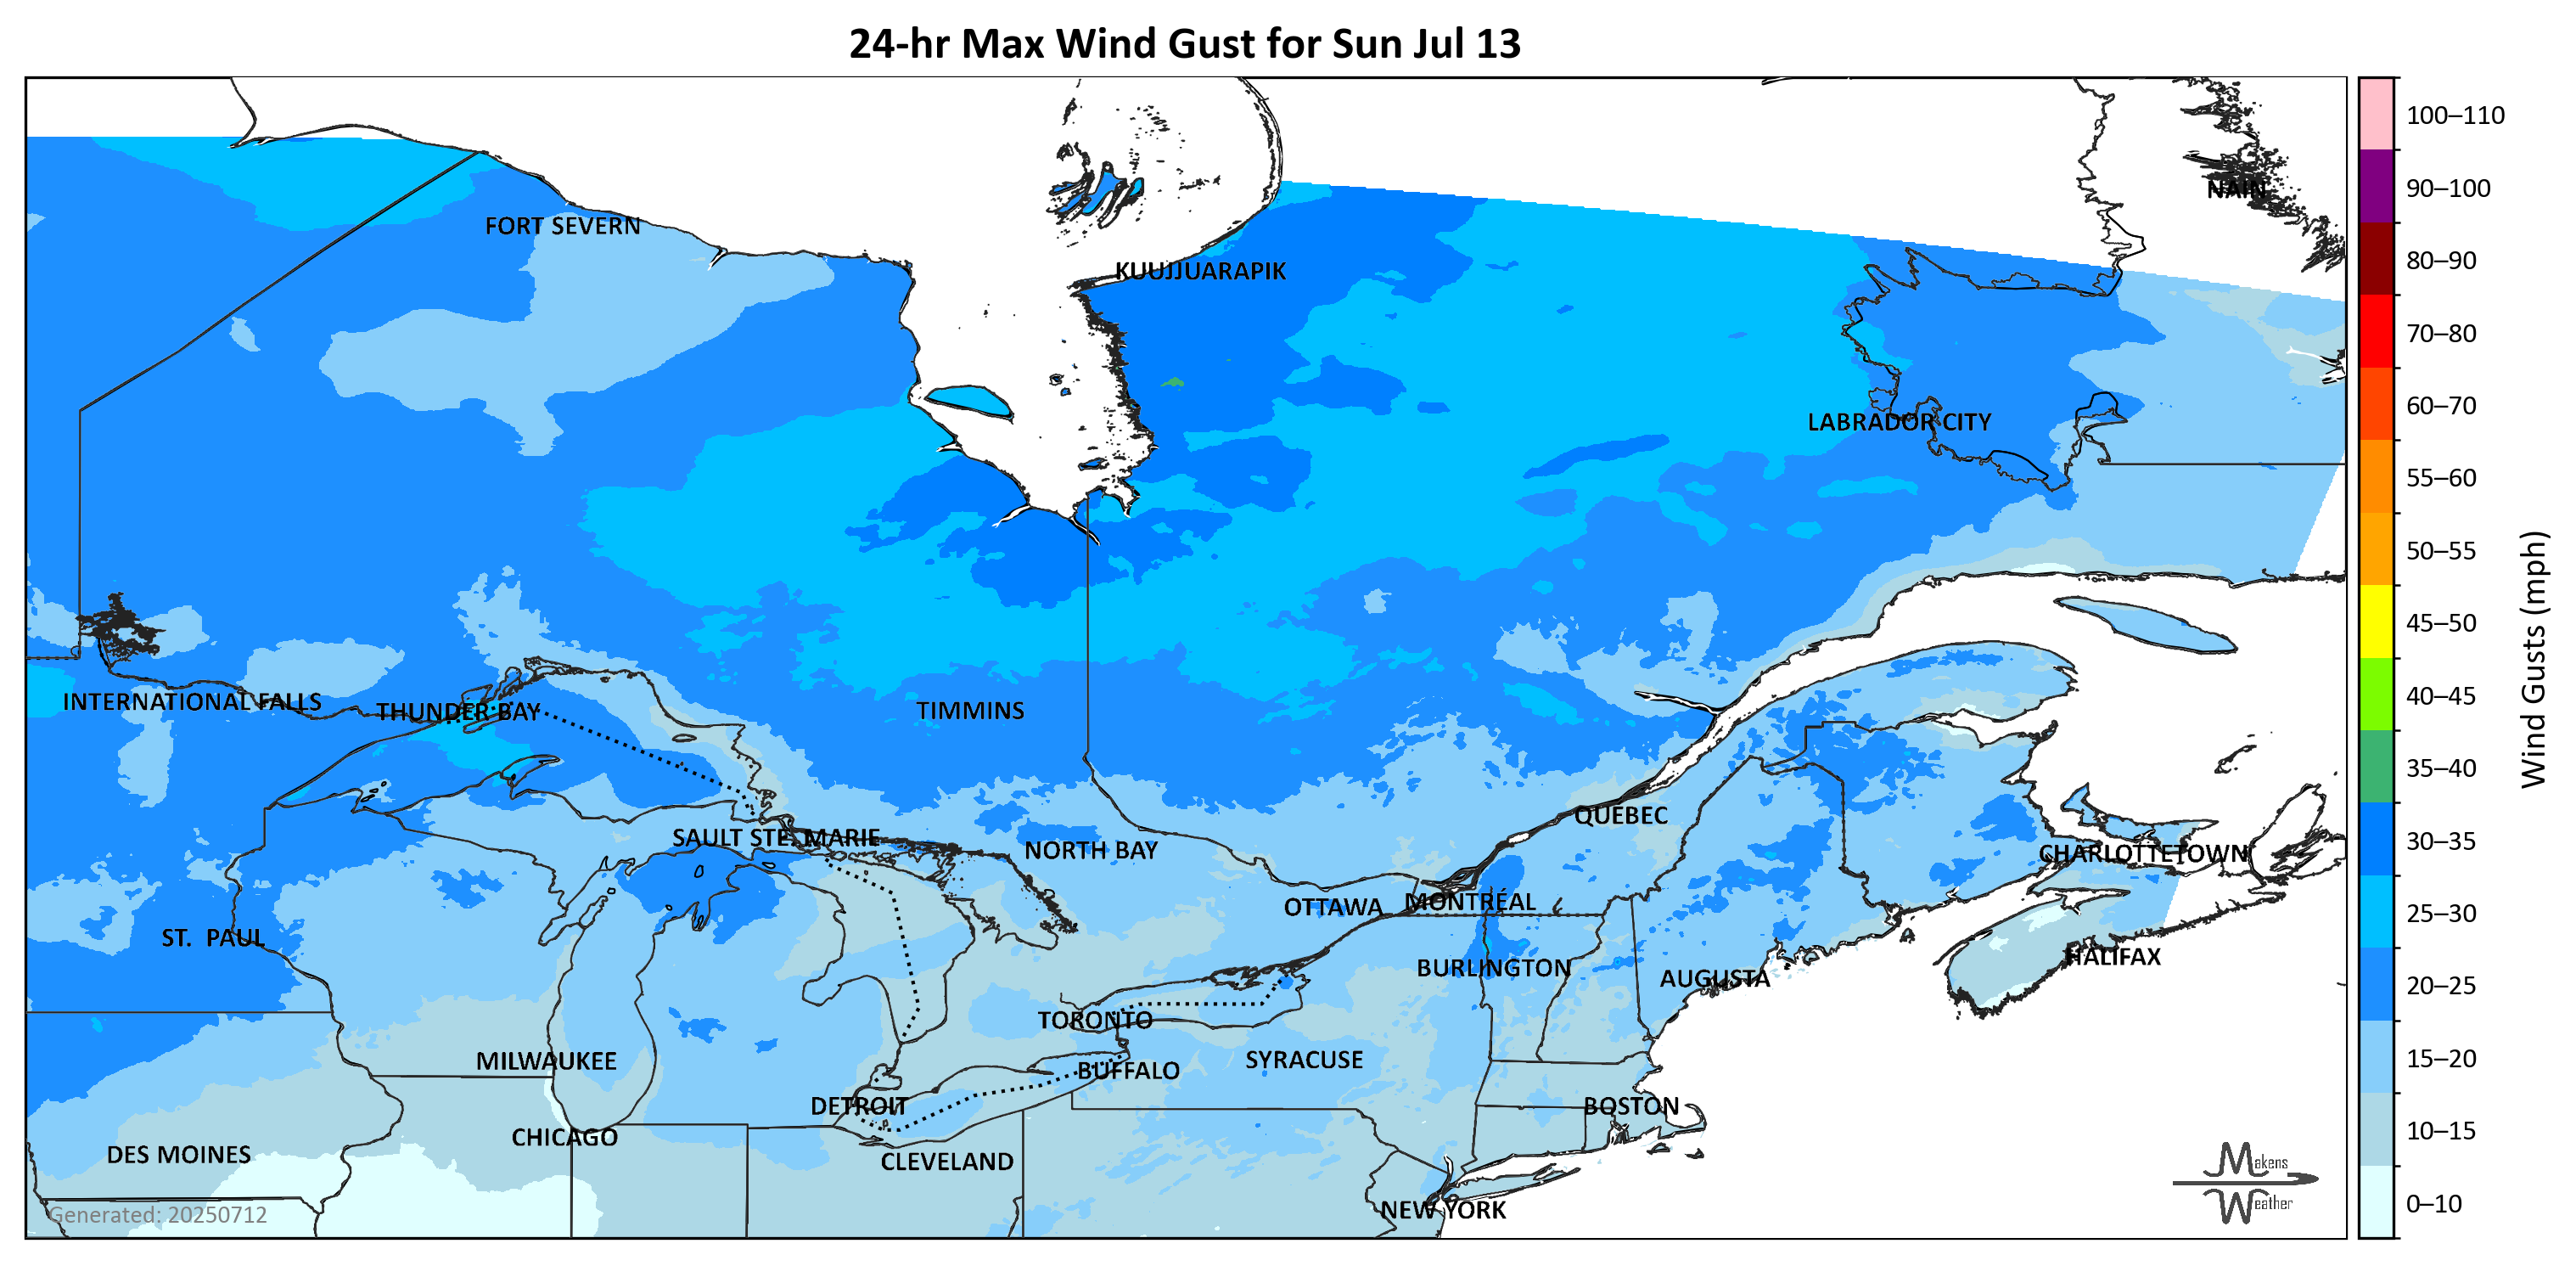 24-hr Max Wind Gust for Sun Jul 13
100–110
90–100
80–90
70–80
60–70
55–60
50–55
45–50
40–45
35–40
30–35
25–30
20–25
15–20
10–15
0–10
Wind Gusts (mph)
NAIN
FORT SEVERN
KUUJJUARAPIK
LABRADOR CITY
INTERNATIONAL FALLS
THUNDER BAY
TIMMINS
QUEBEC
SAULT STE. MARIE
NORTH BAY
CHARLOTTETOWN
OTTAWA
MONTRÉAL
ST.  PAUL
HALIFAX
BURLINGTON
AUGUSTA
TORONTO
MILWAUKEE
SYRACUSE
BUFFALO
DETROIT
BOSTON
CHICAGO
DES MOINES
CLEVELAND
NEW YORK
Makens
Weather
Generated: 20250712